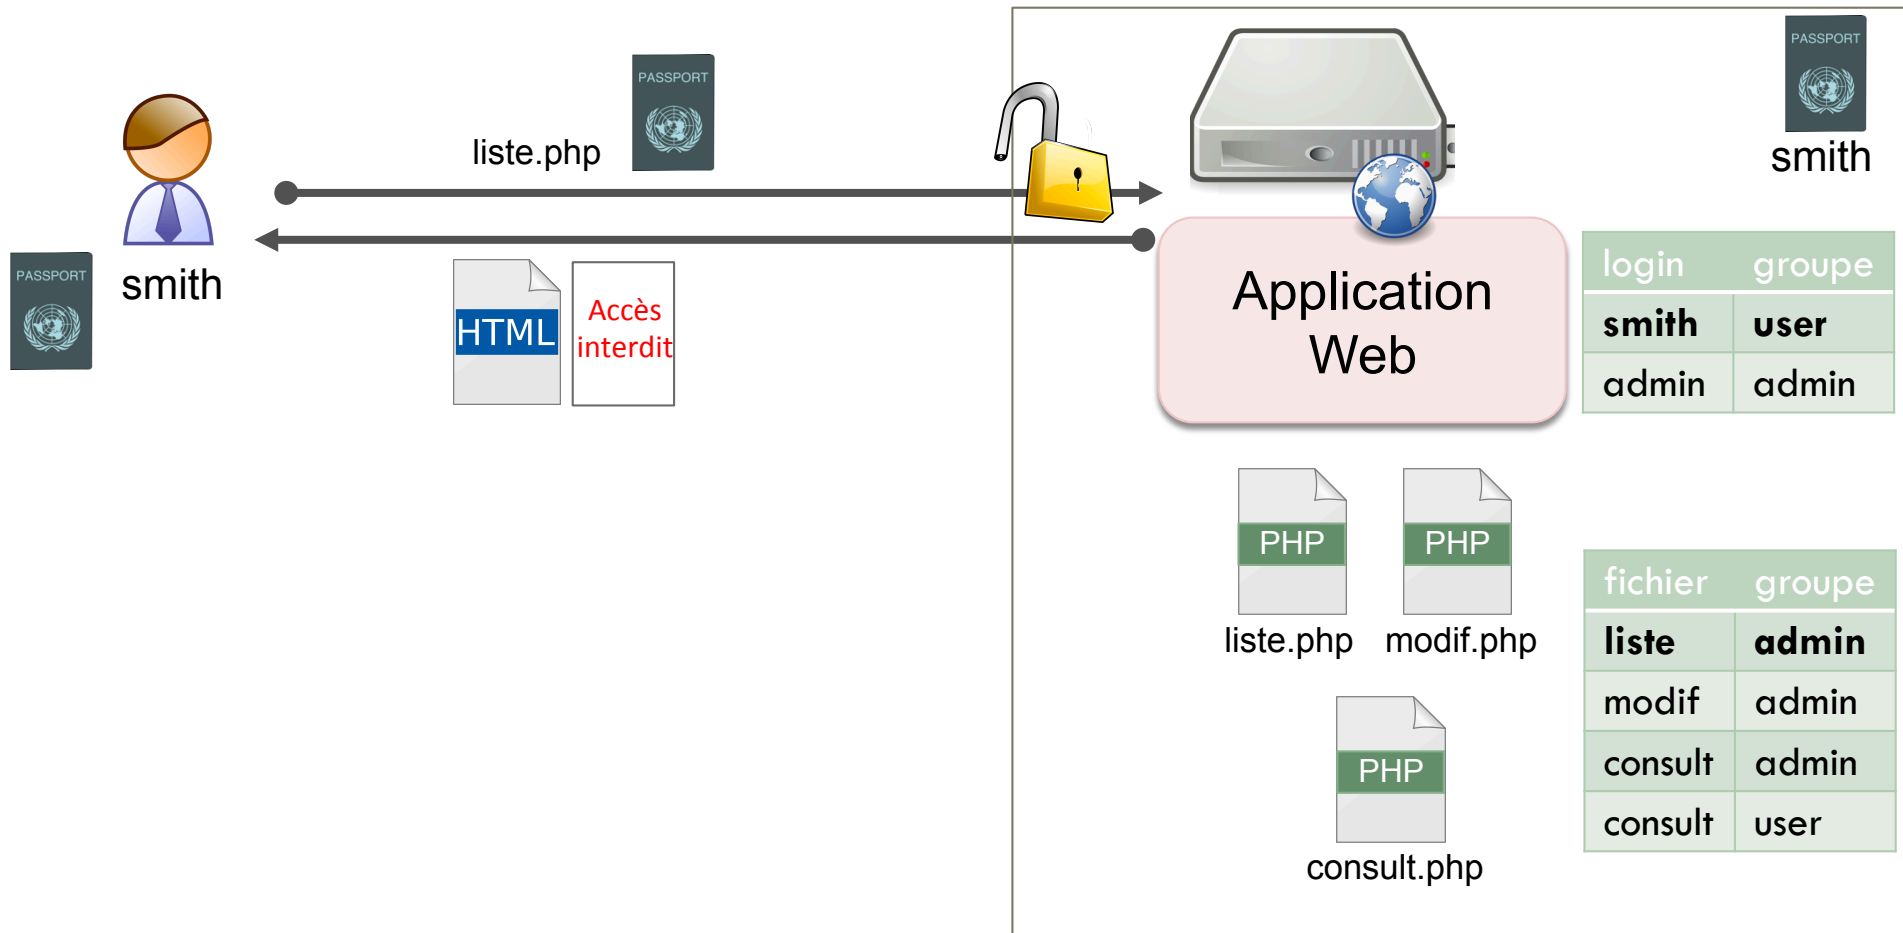 PASSPORT
smith
PASSPORT
liste.php
PASSPORT
HTML
Accès
interdit
PASSPORT
smith
Application
Web
login groupe
smith user
admin admin
PHP PHP
liste.php modif.php
PHP
consult.php
fichier groupe
liste admin
modif admin
consult admin
consult user